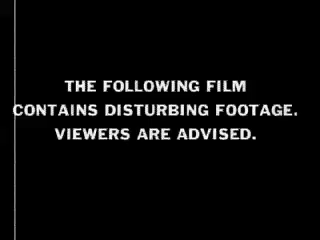 THE FOLLOWING FILM
CONTAINS DISTURBING FOOTAGE.
VIEWERS ARE ADVISED.